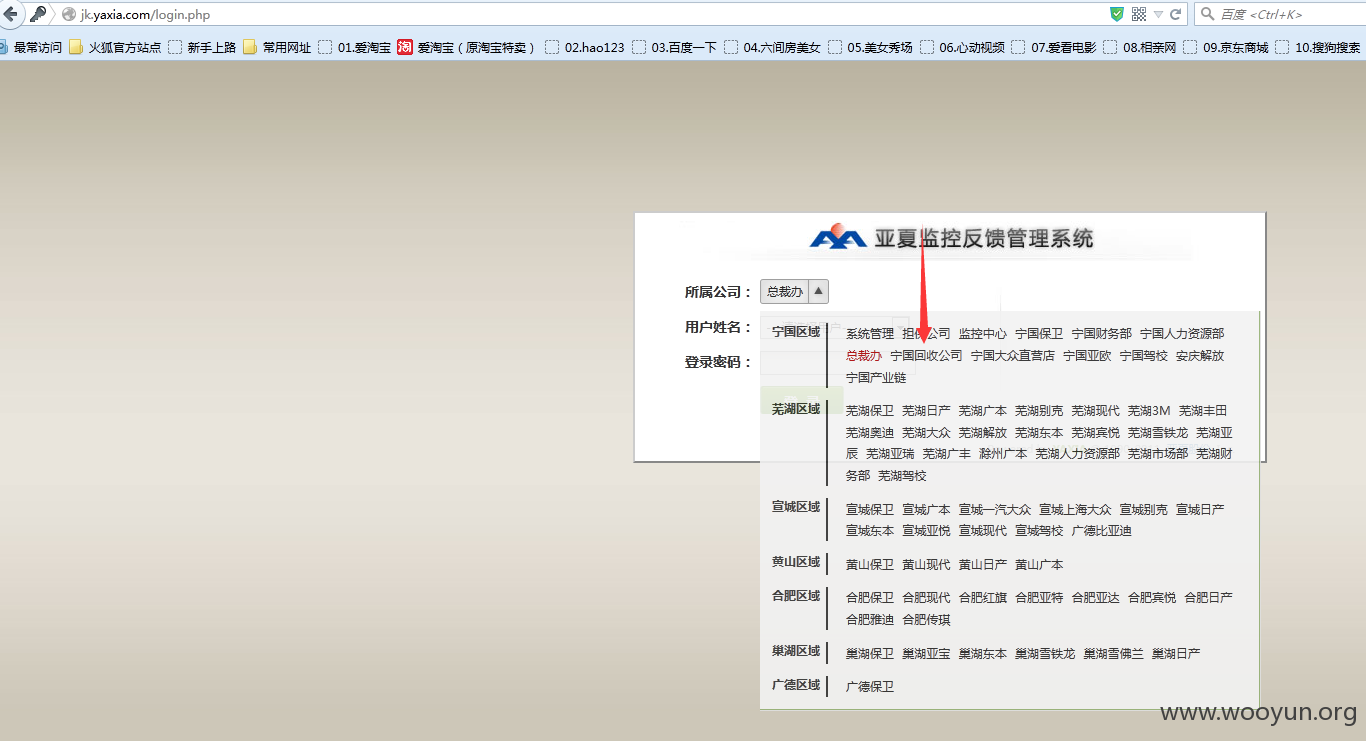 jk.yaxia.com/login.php
百度 <Ctrl+K>
最常访问 火狐官方站点 新手上路 常用网址 01.爱淘宝 淘 爱淘宝（原淘宝特卖） 02.hao123 03.百度一下 04.六间房美女 05.美女秀场 06.心动视频 07.爱看电影 08.相亲网 09.京东商城 10.搜狗搜索
亚夏监控反馈管理系统
所属公司： 总裁办
用户姓名：
登录密码：
宁国区域 系统管理 担保公司 监控中心 宁国保卫 宁国财务部 宁国人力资源部
总裁办 宁国回收公司 宁国大众直营店 宁国亚欧 宁国驾校 安庆解放
宁国产业链
芜湖区域 芜湖保卫 芜湖日产 芜湖广本 芜湖别克 芜湖现代 芜湖3M 芜湖丰田
芜湖奥迪 芜湖大众 芜湖解放 芜湖东本 芜湖宾悦 芜湖雪铁龙 芜湖亚
辰 芜湖亚瑞 芜湖广丰 滁州广本 芜湖人力资源部 芜湖市场部 芜湖财
务部 芜湖驾校
宣城区域 宣城保卫 宣城广本 宣城一汽大众 宣城上海大众 宣城别克 宣城日产
宣城东本 宣城亚悦 宣城现代 宣城驾校 广德比亚迪
黄山区域 黄山保卫 黄山现代 黄山日产 黄山广本
合肥区域 合肥保卫 合肥现代 合肥红旗 合肥亚特 合肥亚达 合肥宾悦 合肥日产
合肥雅迪 合肥传琪
巢湖区域 巢湖保卫 巢湖亚宝 巢湖东本 巢湖雪铁龙 巢湖雪佛兰 巢湖日产
广德区域 广德保卫
www.wooyun.org